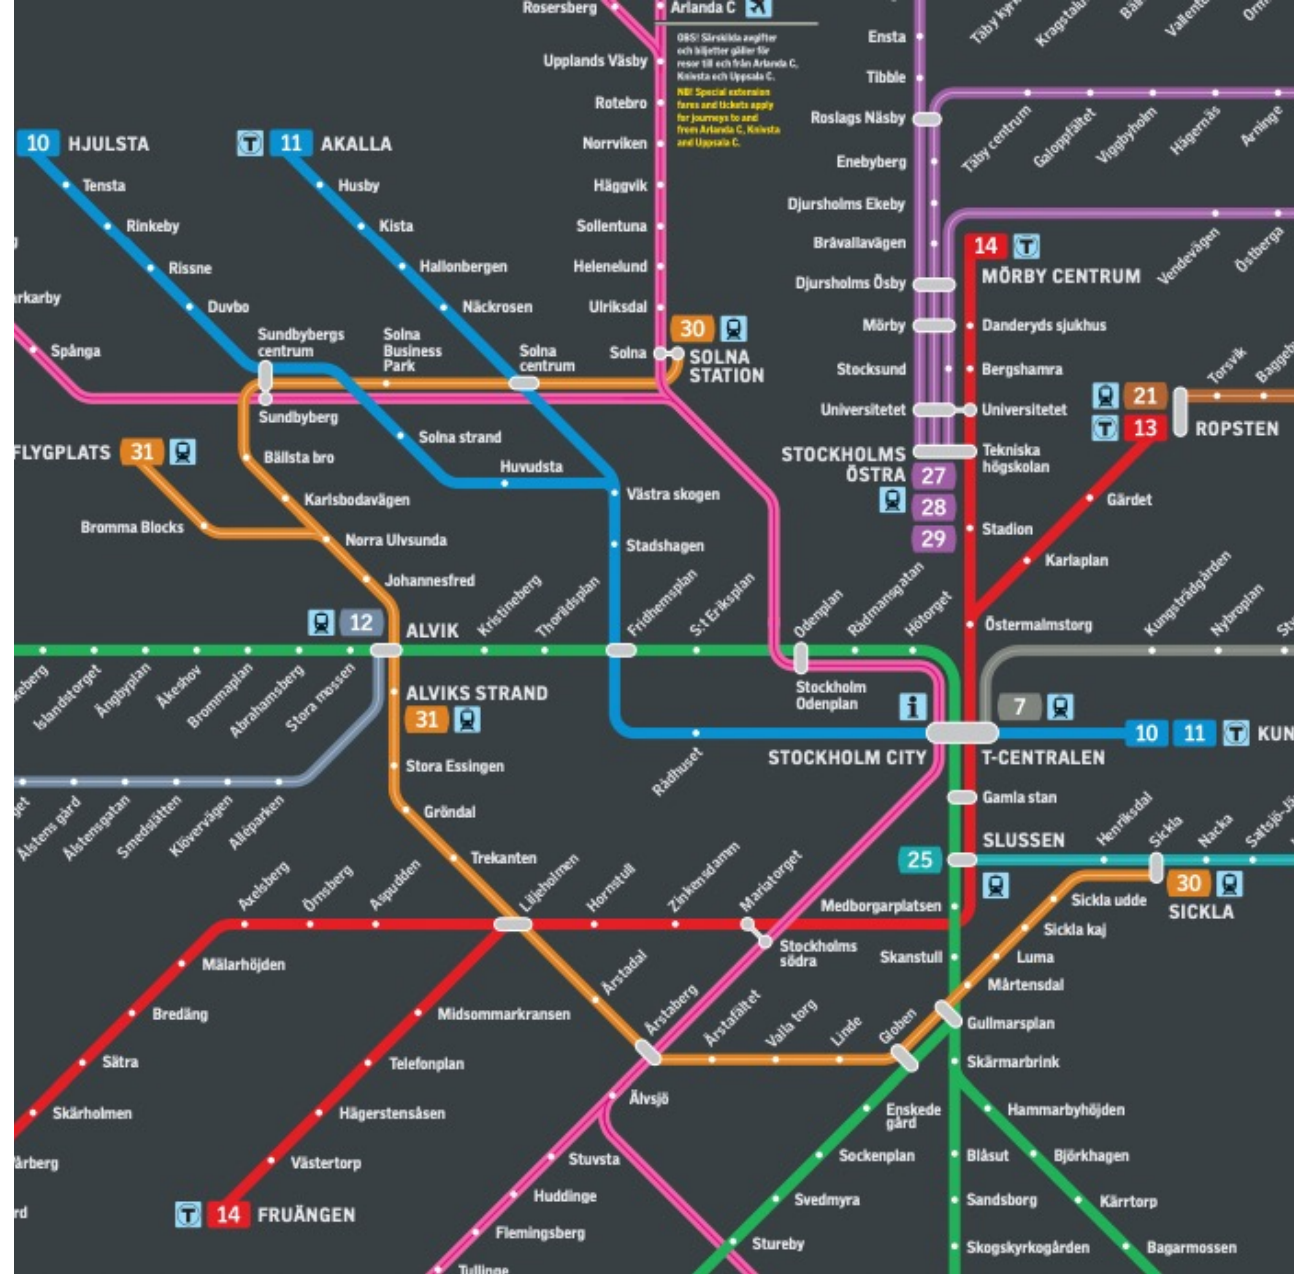 Rosersberg
Arlanda C
OBS! Särskilda avgifter
och biljetter gäller för
resor till och från Arlanda C,
Knivsta och Uppsala C.
NB! Special extension
fares and tickets apply
for journeys to and
from Arlanda C, Knivsta
and Uppsala C.
Upplands Väsby
Rotebro
Norrviken
Häggvik
Sollentuna
Helenelund
Ulriksdal
Solna
30
SOLNA
STATION
Ensta
Tibble
Roslags Näsby
Enebyberg
Djursholms Ekeby
Bråvallavägen
Djursholms Ösby
Mörby
Stocksund
Universitetet
STOCKHOLMS
ÖSTRA
27
28
29
Täby centrum
Galoppfältet
Viggbyholm
Hägernäs
Arninge
Vendevägen
Östberga
10 HJULSTA
Tensta
Rinkeby
Rissne
Duvbo
Sundbybergs
centrum
Sundbyberg
T 11 AKALLA
Husby
Kista
Hallonbergen
Näckrosen
Solna
Business
Park
Solna
centrum
Spånga
Solna strand
Huvudsta
Västra skogen
Stadshagen
FLYGPLATS 31
Bällsta bro
Karlsbodavägen
Bromma Blocks
Norra Ulvsunda
Johannesfred
14 T
MÖRBY CENTRUM
Danderyds sjukhus
Bergshamra
Universitetet
Tekniska
högskolan
Stadion
Östermalmstorg
21
T 13
ROPSTEN
Torsvik
Gärdet
Karlaplan
Kungsträdgården
Nybroplan
12
ALVIK
Kristineberg
Thorildsplan
Fridhemsplan
S:t Eriksplan
Odenplan
Rådmansgatan
Hötorget
Stockholm
Odenplan
Islandstorget
Ängbyplan
Åkeshov
Brommaplan
Abrahamsberg
Stora mossen
ALVIKS STRAND
31
Stora Essingen
Gröndal
Trekanten
Rådhuset
i
STOCKHOLM CITY
7
T-CENTRALEN
10 11 T KUN
Gamla stan
25
SLUSSEN
Henriksdal
Sickla
Nacka
30
SICKLA
Ålstens gård
Ålstensgatan
Smedslätten
Klövervägen
Alléparken
Axelsberg
Örnsberg
Aspudden
Liljeholmen
Hornstull
Zinkensdamm
Mariatorget
Stockholms
södra
Medborgarplatsen
Skanstull
Sickla udde
Sickla kaj
Luma
Mårtensdal
Gullmarsplan
Skärmarbrink
Mälarhöjden
Bredäng
Sätra
Skärholmen
Midsommarkransen
Telefonplan
Hägerstensåsen
Västertorp
T 14 FRUÄNGEN
Årstadal
Årstaberg
Årstafältet
Valla torg
Linde
Globen
Älvsjö
Stuvsta
Huddinge
Flemingsberg
Tullinge
Enskede
gård
Sockenplan
Svedmyra
Stureby
Hammarbyhöjden
Björkhagen
Kärrtorp
Bagarmossen
Blåsut
Sandsborg
Skogskyrkogården